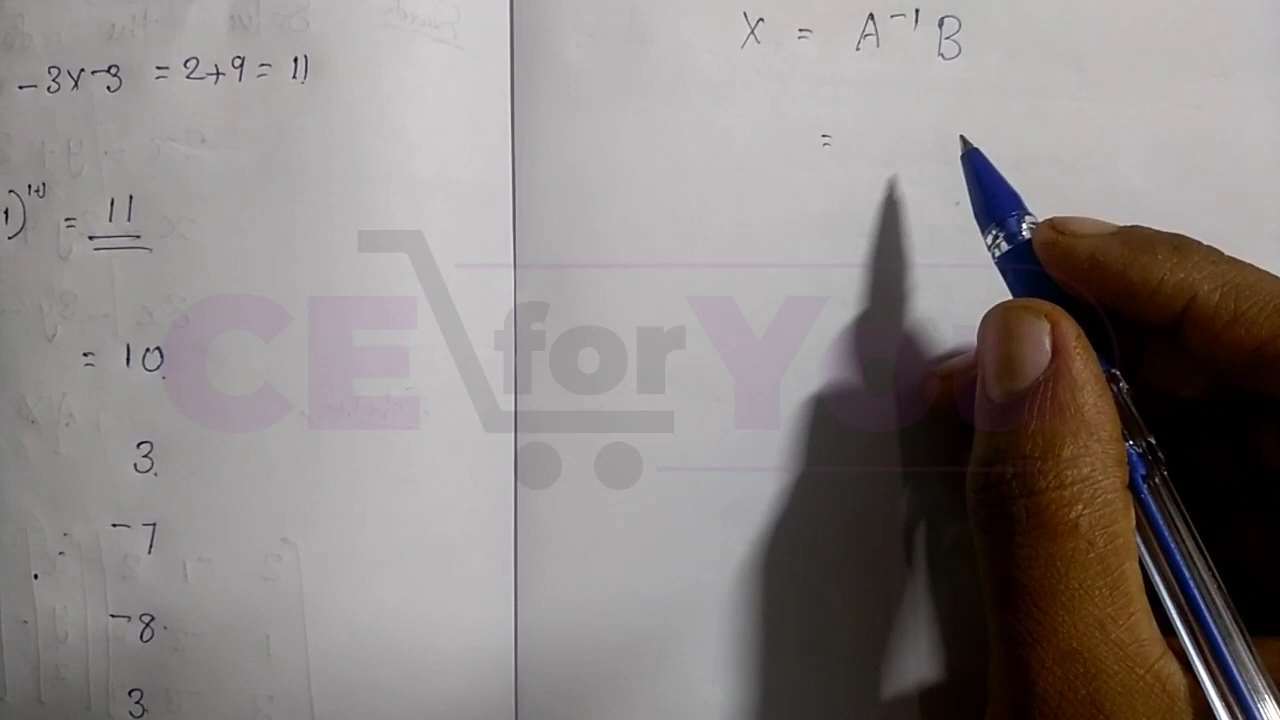 -3x-3 = 2+9 = 11
1)¹⁺¹ = 11
= 10
3
-7
-8
3
X = A⁻¹ B
=
CE for You